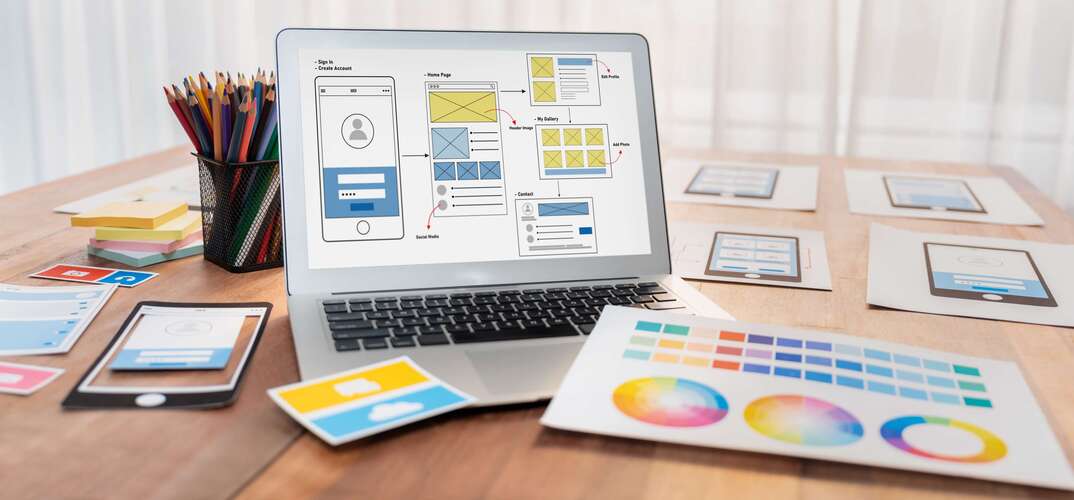 - Sign In
- Create Account
- Home Page
Header Image
Social Media
Edit Profile
- My Gallery
Add Photo
- Contact